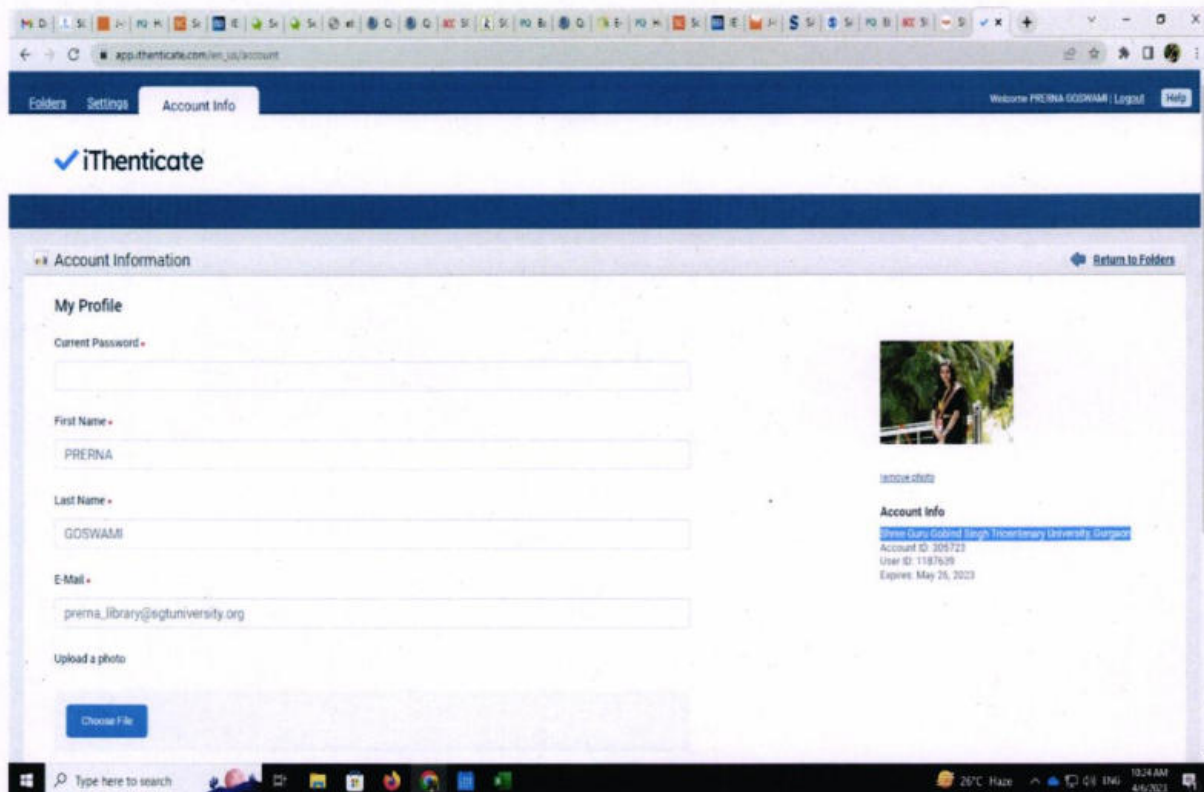 app.ithenticate.com/en_us/account
Folders Settings Account Info
Welcome PRERNA GOSWAMI | Logout Help
iThenticate
Account Information
Return to Folders
My Profile
Current Password
First Name
PRERNA
remove photo
Last Name
Account Info
GOSWAMI
Shree Guru Gobind Singh Tricentenary University, Gurgaon
Account ID: 305723
User ID: 1187639
Expires: May 26, 2023
E-Mail
prerna_library@sgtuniversity.org
Upload a photo
Choose File
Type here to search
26°C Haze
ENG
10:24 AM
4/6/2023